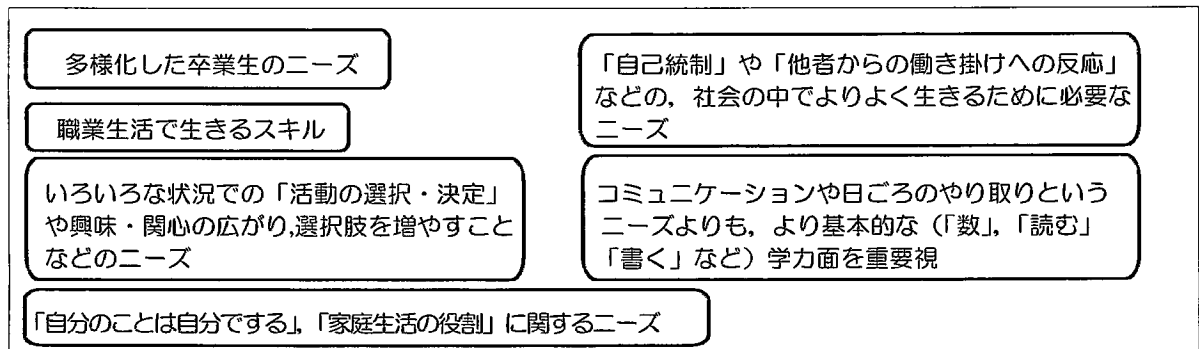 多様化した卒業生のニーズ
職業生活で生きるスキル
いろいろな状況での「活動の選択・決定」
や興味・関心の広がり,選択肢を増やすこと
などのニーズ
「自己統制」や「他者からの働き掛けへの反応」
などの，社会の中でよりよく生きるために必要な
ニーズ
コミュニケーションや日ごろのやり取りという
ニーズよりも，より基本的な（「数」，「読む」
「書く」など）学力面を重要視
「自分のことは自分でする」，「家庭生活の役割」に関するニーズ